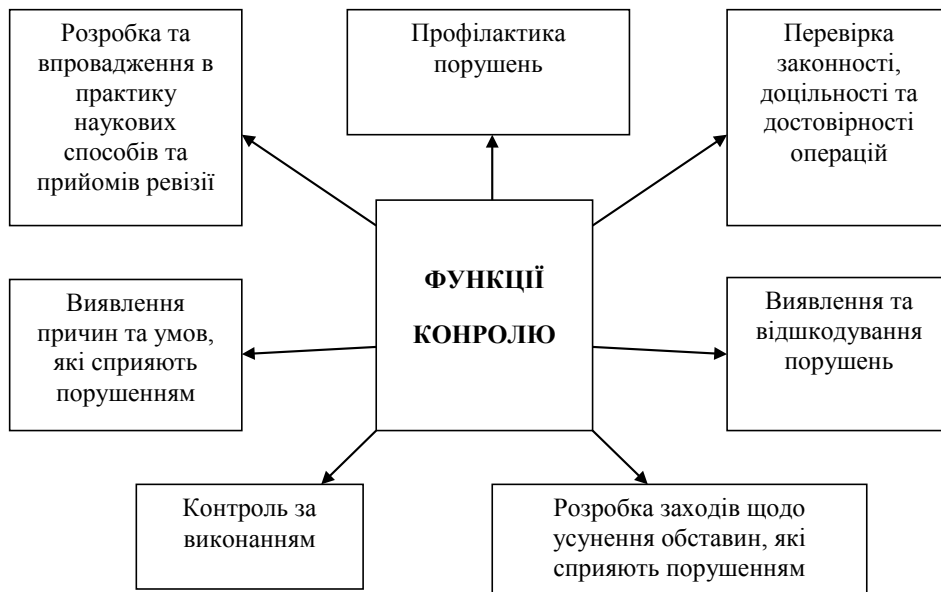 Розробка та
впровадження в
практику
наукових
способів та
прийомів ревізії
Профілактика
порушень
Перевірка
законності,
доцільності та
достовірності
операцій
ФУНКЦІЇ
КОНРОЛЮ
Виявлення
причин та умов,
які сприяють
порушенням
Виявлення та
відшкодування
порушень
Контроль за
виконанням
Розробка заходів щодо
усунення обставин, які
сприяють порушенням